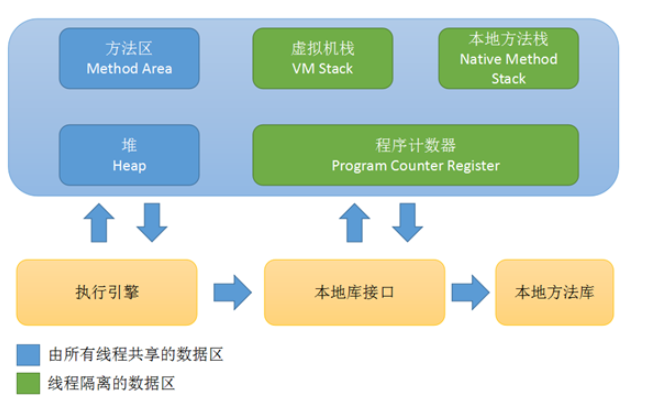 方法区
Method Area
虚拟机栈
VM Stack
本地方法栈
Native Method
Stack
堆
Heap
程序计数器
Program Counter Register
执行引擎
本地库接口
本地方法库
由所有线程共享的数据区
线程隔离的数据区